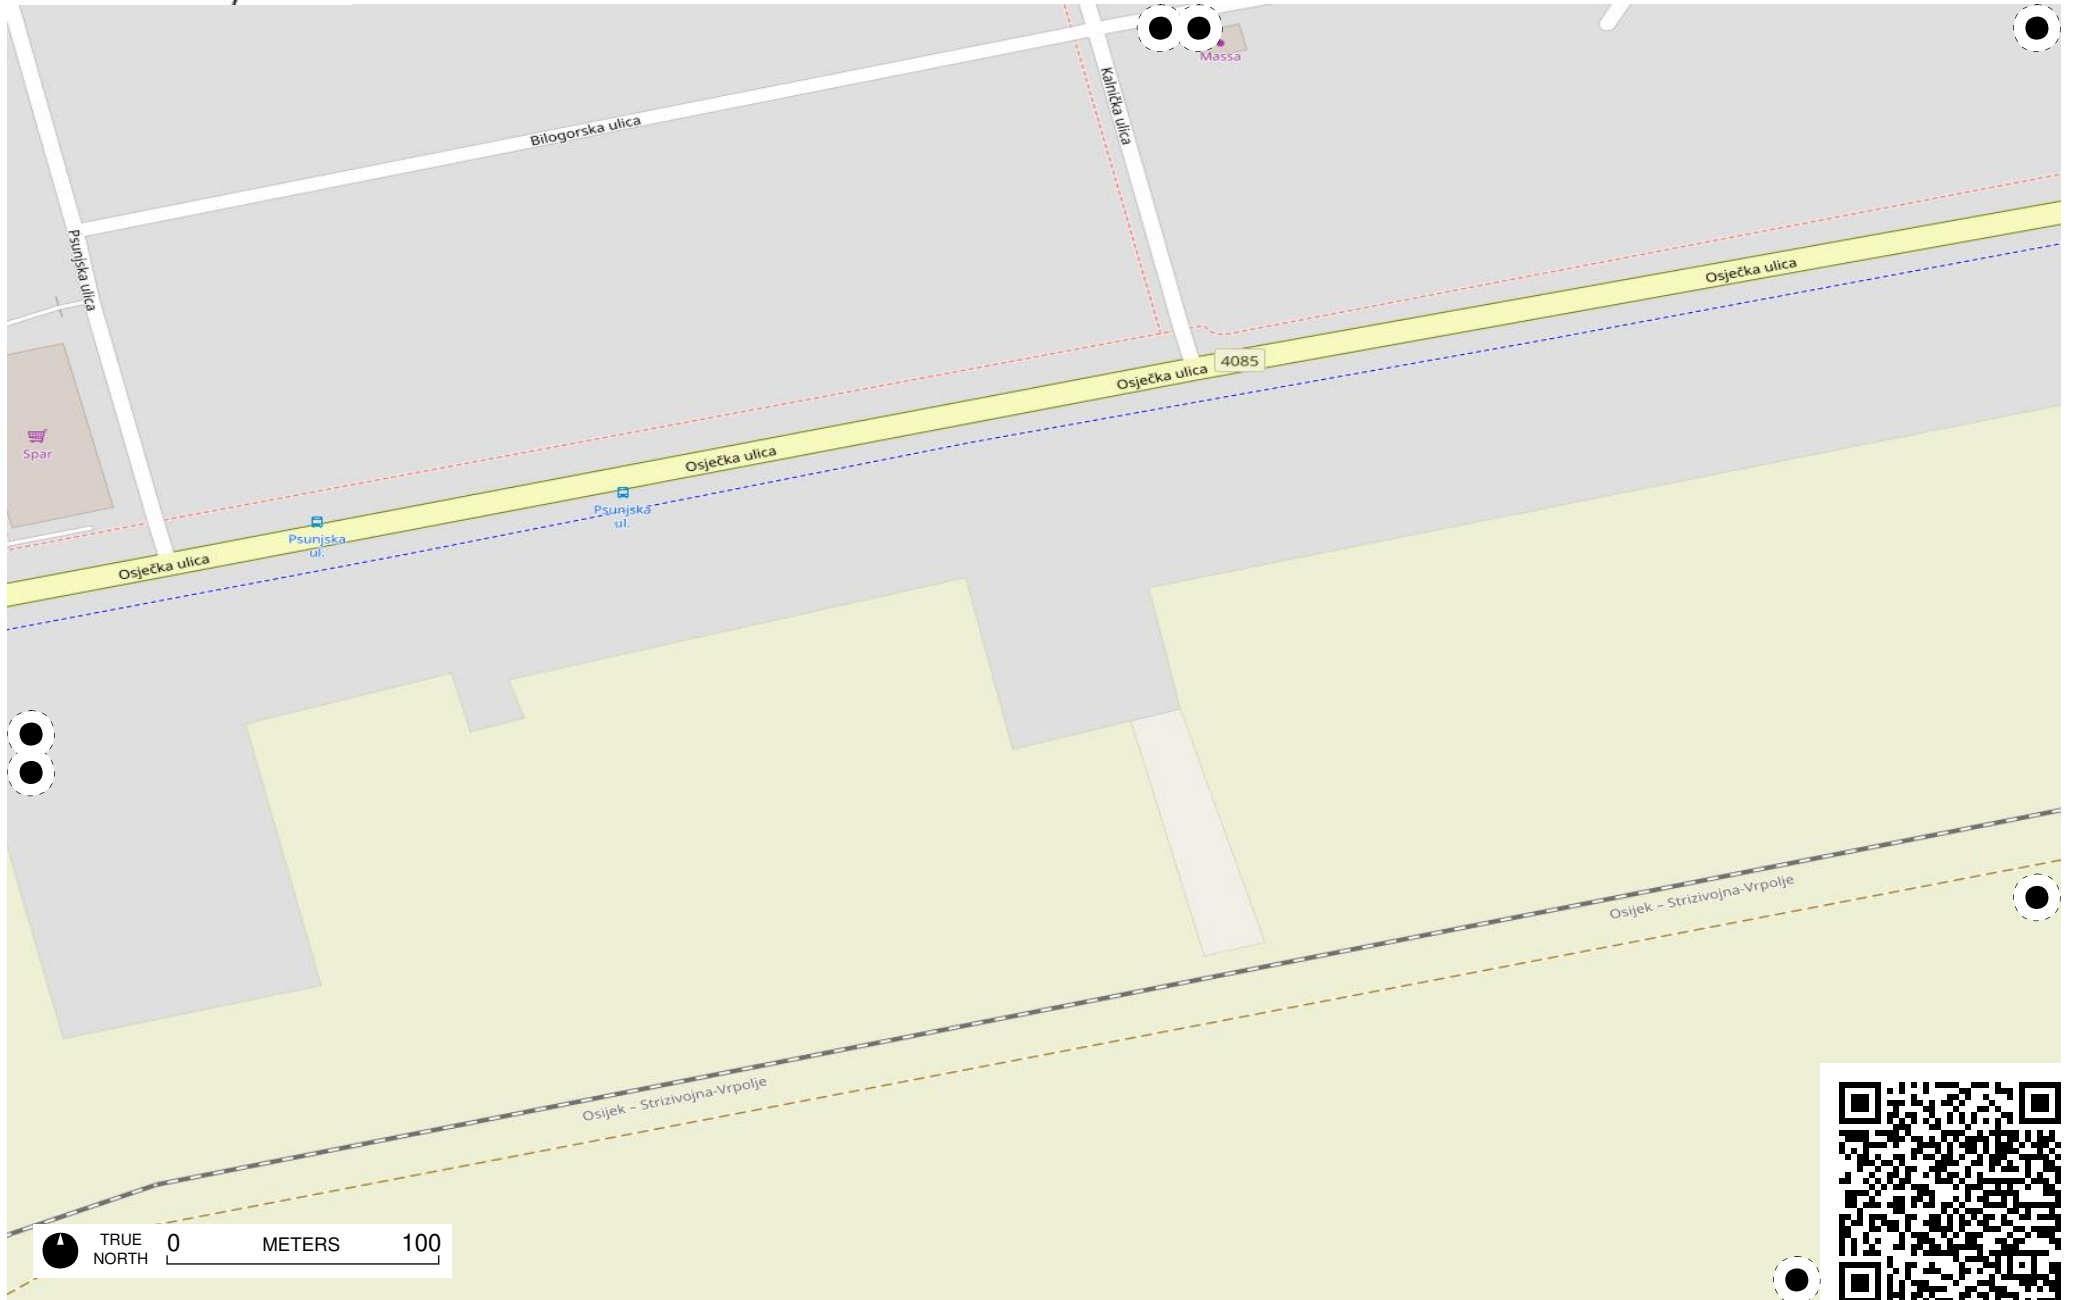 Massa
Kalnička ulica
Bilogorska ulica
Psunjska ulica
Osječka ulica
4085
Osječka ulica
Spar
Osječka ulica
Psunjska
ul.
Psunjska
ul.
Osječka ulica
Osijek – Strizivojna-Vrpolje
Osijek – Strizivojna-Vrpolje
TRUE
NORTH
0 METERS 100